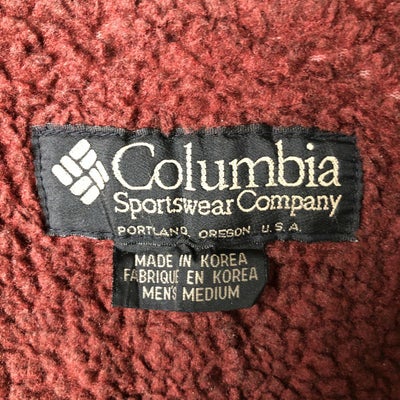 Columbia
Sportswear Company
PORTLAND, OREGON U.S.A.
MADE IN KOREA
FABRIQUE EN KOREA
MEN'S MEDIUM